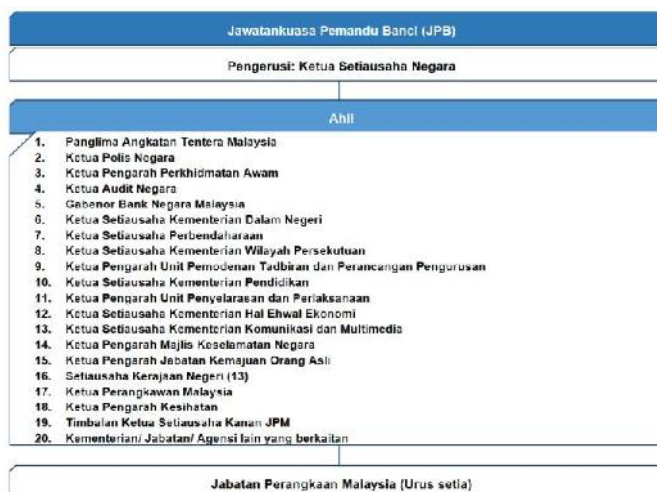 Jawatankuasa Pemandu Banci (JPB)
Pengerusi: Ketua Setiausaha Negara
Ahli
1. Panglima Angkatan Tentera Malaysia
2. Ketua Polis Negara
3. Ketua Pengarah Perkhidmatan Awam
4. Ketua Audit Negara
5. Gabenor Bank Negara Malaysia
6. Ketua Setiausaha Kementerian Dalam Negeri
7. Ketua Setiausaha Perbendaharaan
8. Ketua Setiausaha Kementerian Wilayah Persekutuan
9. Ketua Pengarah Unit Pemodenan Tadbiran dan Perancangan Pengurusan
10. Ketua Setiausaha Kementerian Pendidikan
11. Ketua Pengarah Unit Penyelarasan dan Perlaksanaan
12. Ketua Setiausaha Kementerian Hal Ehwal Ekonomi
13. Ketua Setiausaha Kementerian Komunikasi dan Multimedia
14. Ketua Pengarah Majlis Keselamatan Negara
15. Ketua Pengarah Jabatan Kemajuan Orang Asli
16. Setiausaha Kerajaan Negeri (13)
17. Ketua Perangkawan Malaysia
18. Ketua Pengarah Kesihatan
19. Timbalan Ketua Setiausaha Kanan JPM
20. Kementerian/ Jabatan/ Agensi lain yang berkaitan
Jabatan Perangkaan Malaysia (Urus setia)